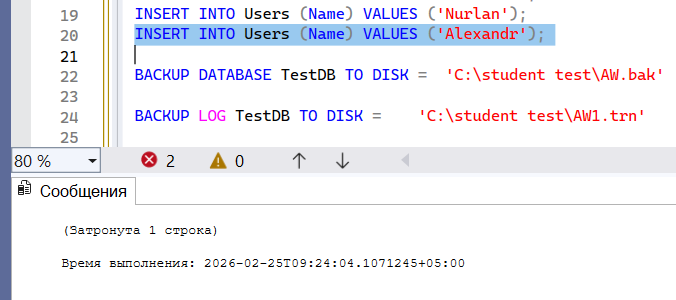 19 INSERT INTO Users (Name) VALUES ('Nurlan');
20 INSERT INTO Users (Name) VALUES ('Alexandr');
21
22 BACKUP DATABASE TestDB TO DISK = 'C:\student test\AW.bak'
23
24 BACKUP LOG TestDB TO DISK = 'C:\student test\AW1.trn'
25
80 % 2 0
Сообщения
(Затронута 1 строка)
Время выполнения: 2026-02-25T09:24:04.1071245+05:00